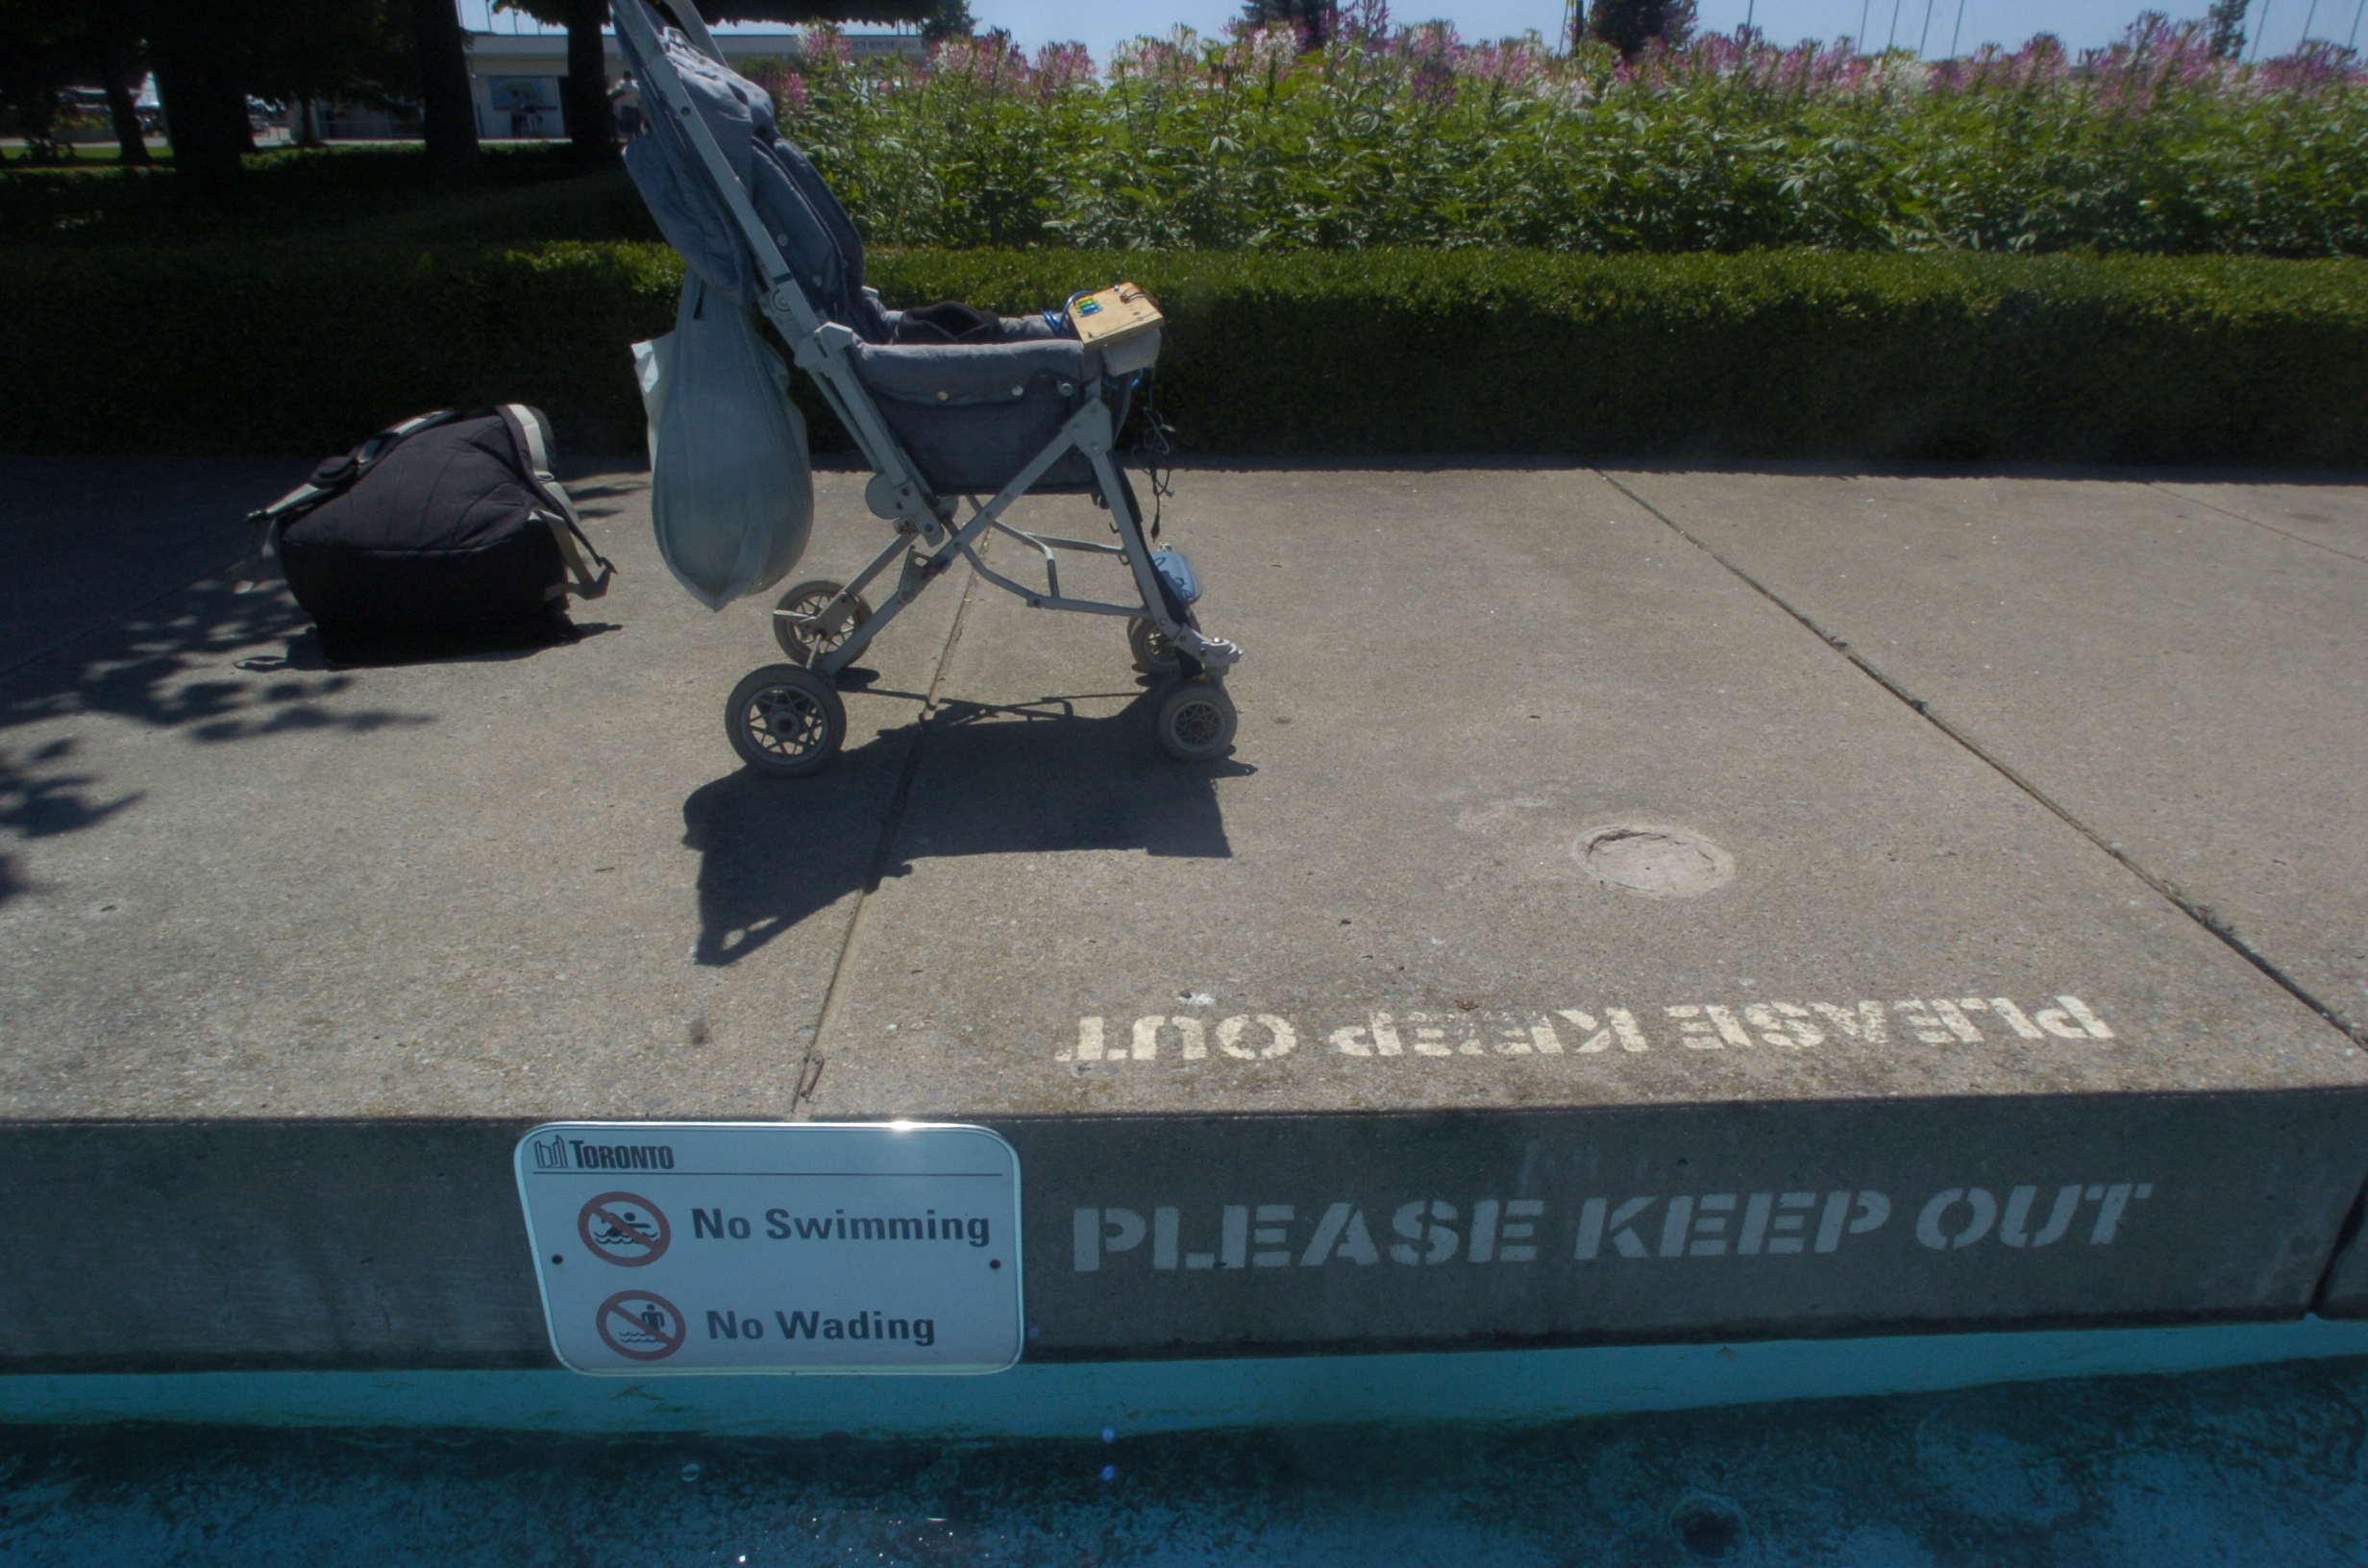 PLEASE KEEP OUT
TORONTO
No Swimming
No Wading
PLEASE KEEP OUT